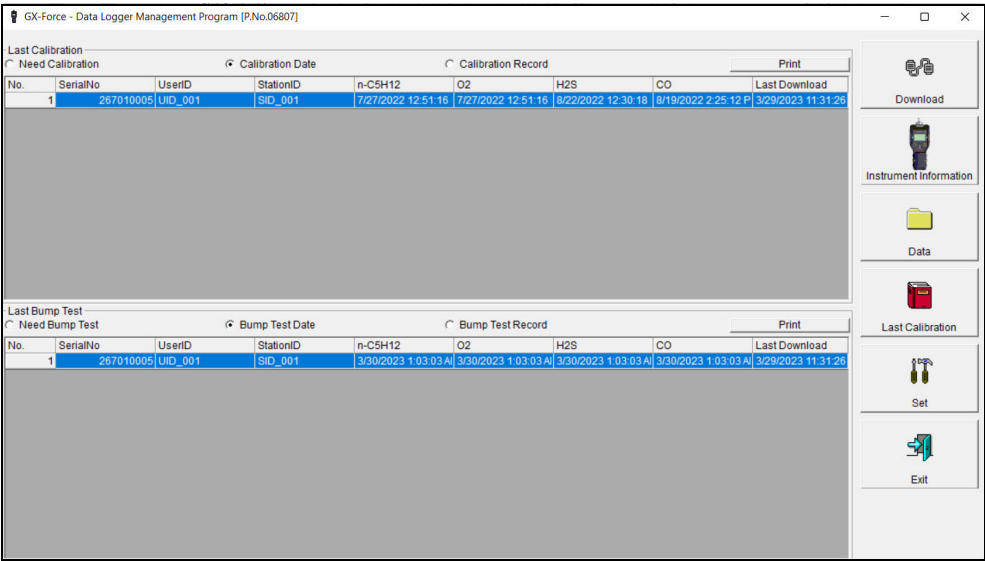 GX-Force - Data Logger Management Program [P.No.06807]
Last Calibration
Need Calibration Calibration Date Calibration Record Print
No. SerialNo UserID StationID n-C5H12 O2 H2S CO Last Download
1 267010005 UID_001 SID_001 7/27/2022 12:51:16 7/27/2022 12:51:16 8/22/2022 12:30:18 8/19/2022 2:25:12 P 3/29/2023 11:31:26
Last Bump Test
Need Bump Test Bump Test Date Bump Test Record Print
No. SerialNo UserID StationID n-C5H12 O2 H2S CO Last Download
1 267010005 UID_001 SID_001 3/30/2023 1:03:03 A 3/30/2023 1:03:03 A 3/30/2023 1:03:03 A 3/30/2023 1:03:03 A 3/29/2023 11:31:26
Download
Instrument Information
Data
Last Calibration
Set
Exit